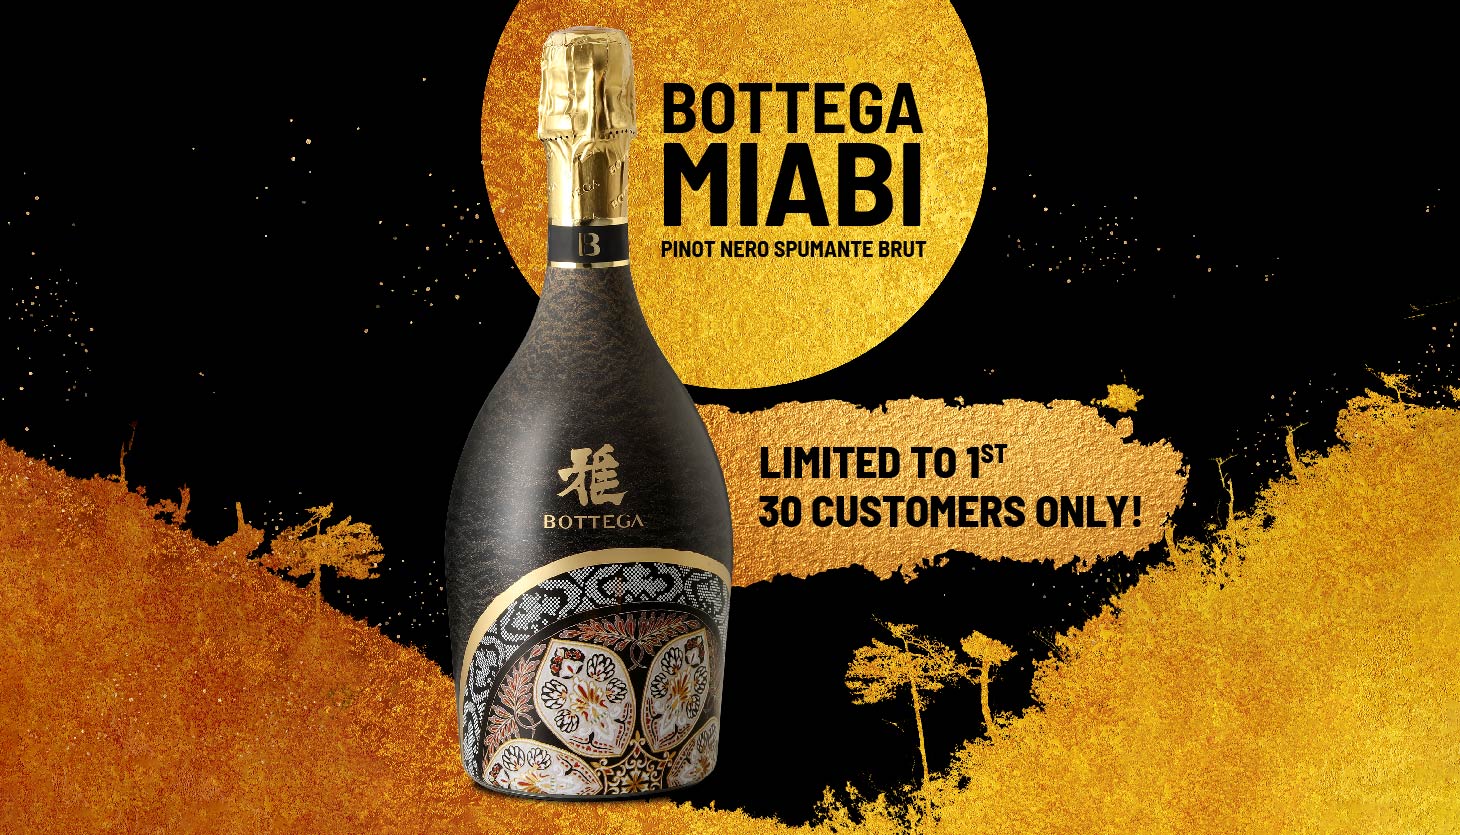 BOTTEGA
MIABI
PINOT NERO SPUMANTE BRUT
B
雅
BOTTEGA
LIMITED TO 1ST
30 CUSTOMERS ONLY!